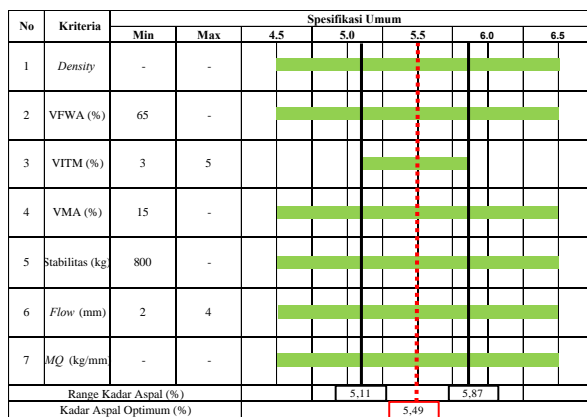 No Kriteria Spesifikasi Umum
Min Max 4.5 5.0 5.5 6.0 6.5
1 Density - -
2 VFWA (%) 65 -
3 VITM (%) 3 5
4 VMA (%) 15 -
5 Stabilitas (kg) 800 -
6 Flow (mm) 2 4
7 MQ (kg/mm) - -
Range Kadar Aspal (%) 5,11 5,87
Kadar Aspal Optimum (%) 5,49